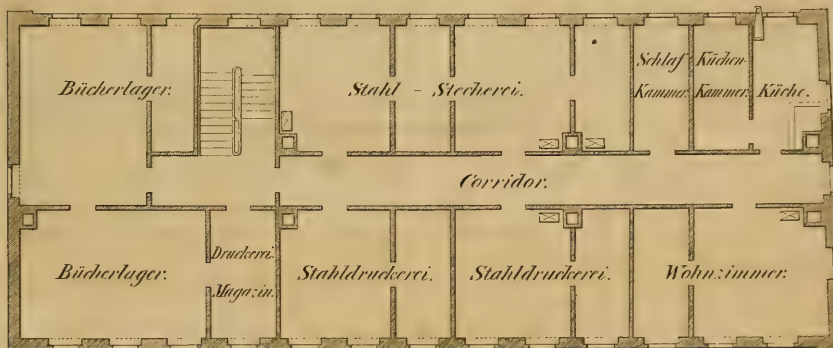 Bücherlager.
Stahl - Stecherei.
Schlaf
Kammer.
Küchen-
Kammer.
Küche.
Corridor.
Bücherlager.
Druckerei
Magazin.
Stahldruckerei.
Stahldruckerei.
Wohnzimmer.